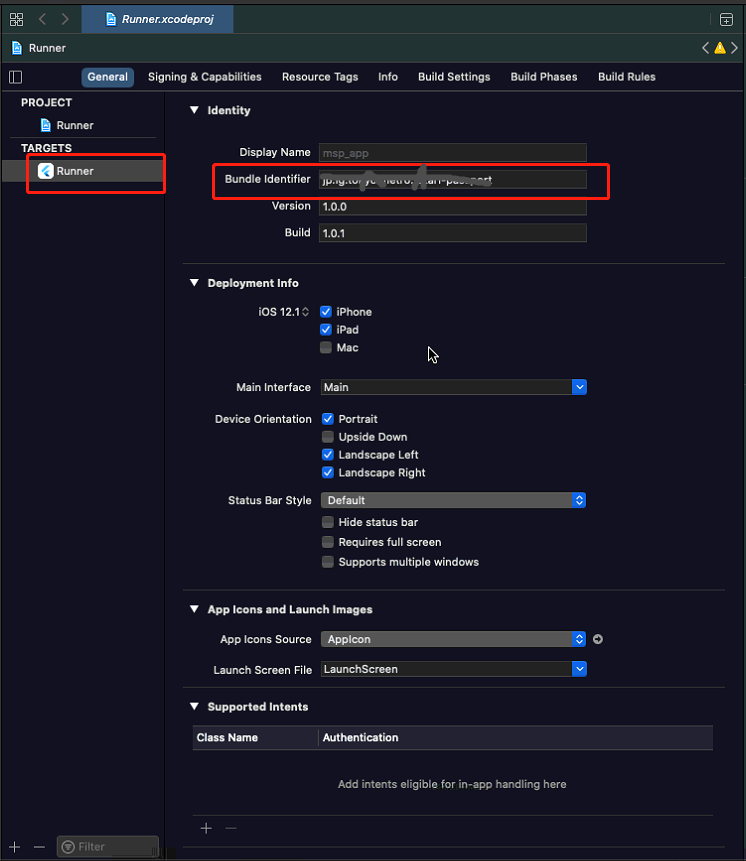 Runner.xcodeproj
Runner
General Signing & Capabilities Resource Tags Info Build Settings Build Phases Build Rules
PROJECT
Runner
TARGETS
Runner
Identity
Display Name msp_app
Bundle Identifier
Version 1.0.0
Build 1.0.1
Deployment Info
iOS 12.1 iPhone
iPad
Mac
Main Interface Main
Device Orientation Portrait
Upside Down
Landscape Left
Landscape Right
Status Bar Style Default
Hide status bar
Requires full screen
Supports multiple windows
App Icons and Launch Images
App Icons Source AppIcon
Launch Screen File LaunchScreen
Supported Intents
Class Name Authentication
Add intents eligible for in-app handling here
Filter